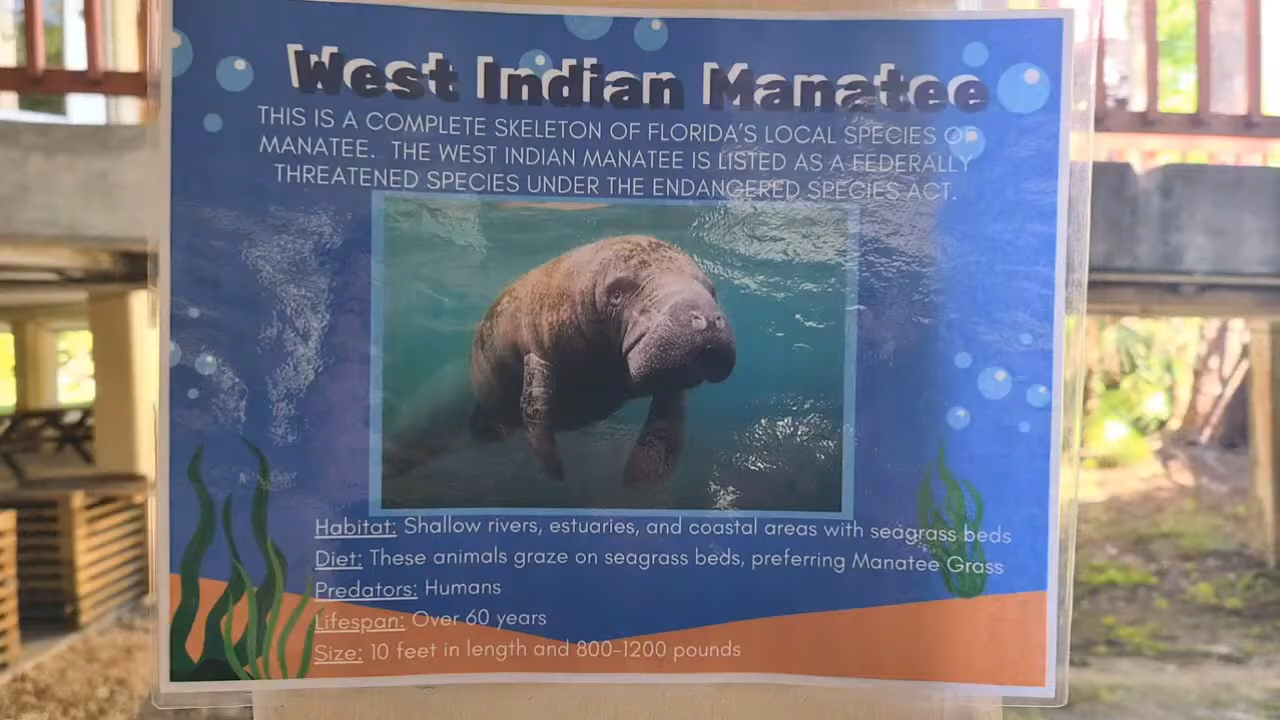 West Indian Manatee
THIS IS A COMPLETE SKELETON OF FLORIDA'S LOCAL SPECIES OF
MANATEE. THE WEST INDIAN MANATEE IS LISTED AS A FEDERALLY
THREATENED SPECIES UNDER THE ENDANGERED SPECIES ACT.
Habitat: Shallow rivers, estuaries, and coastal areas with seagrass beds
Diet: These animals graze on seagrass beds, preferring Manatee Grass
Predators: Humans
Lifespan: Over 60 years
Size: 10 feet in length and 800-1200 pounds